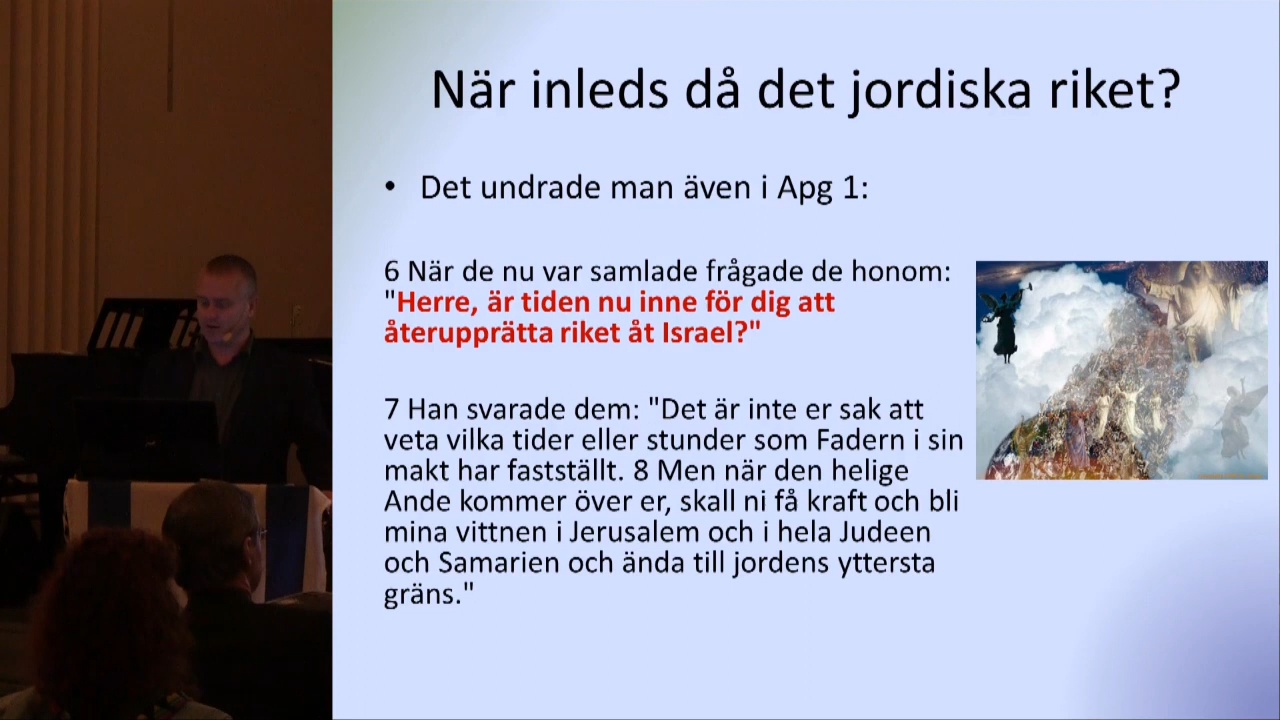 När inleds då det jordiska riket?
• Det undrade man även i Apg 1:
6 När de nu var samlade frågade de honom:
"Herre, är tiden nu inne för dig att
återupprätta riket åt Israel?"
7 Han svarade dem: "Det är inte er sak att
veta vilka tider eller stunder som Fadern i sin
makt har fastställt. 8 Men när den helige
Ande kommer över er, skall ni få kraft och bli
mina vittnen i Jerusalem och i hela Judeen
och Samarien och ända till jordens yttersta
gräns."